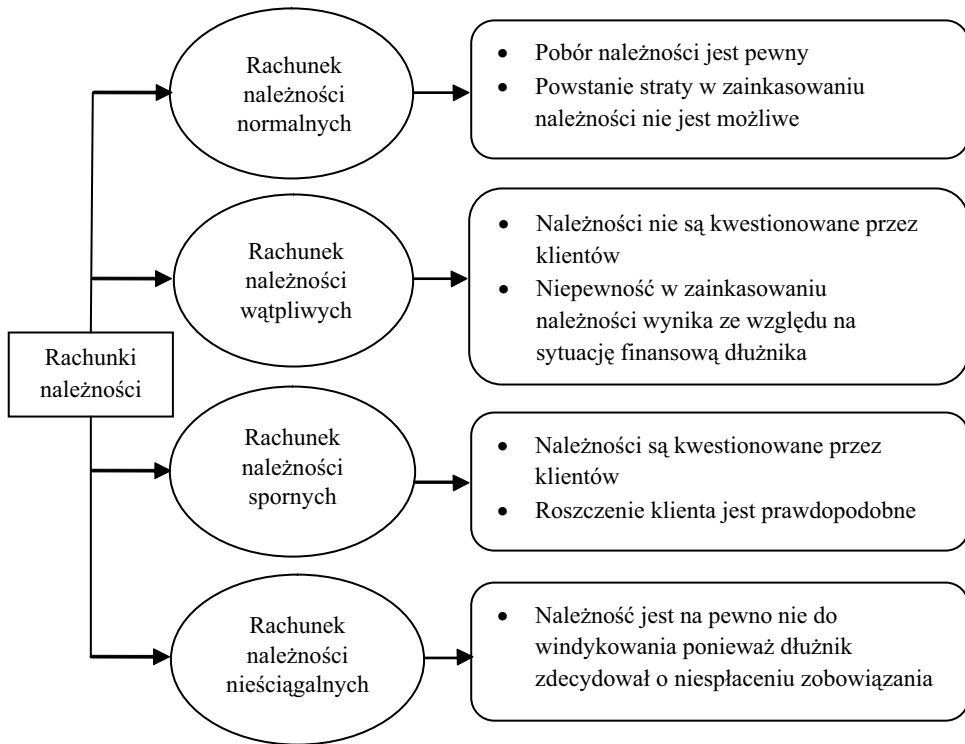 Rachunek
należności
normalnych
• Pobór należności jest pewny
• Powstanie straty w zainkasowaniu
należności nie jest możliwe
Rachunek
należności
wątpliwych
• Należności nie są kwestionowane przez
klientów
• Niepewność w zainkasowaniu
należności wynika ze względu na
sytuację finansową dłużnika
Rachunki
należności
Rachunek
należności
spornych
• Należności są kwestionowane przez
klientów
• Roszczenie klienta jest prawdopodobne
Rachunek
należności
nieściągalnych
• Należność jest na pewno nie do
windykowania ponieważ dłużnik
zdecydował o niespłaceniu zobowiązania